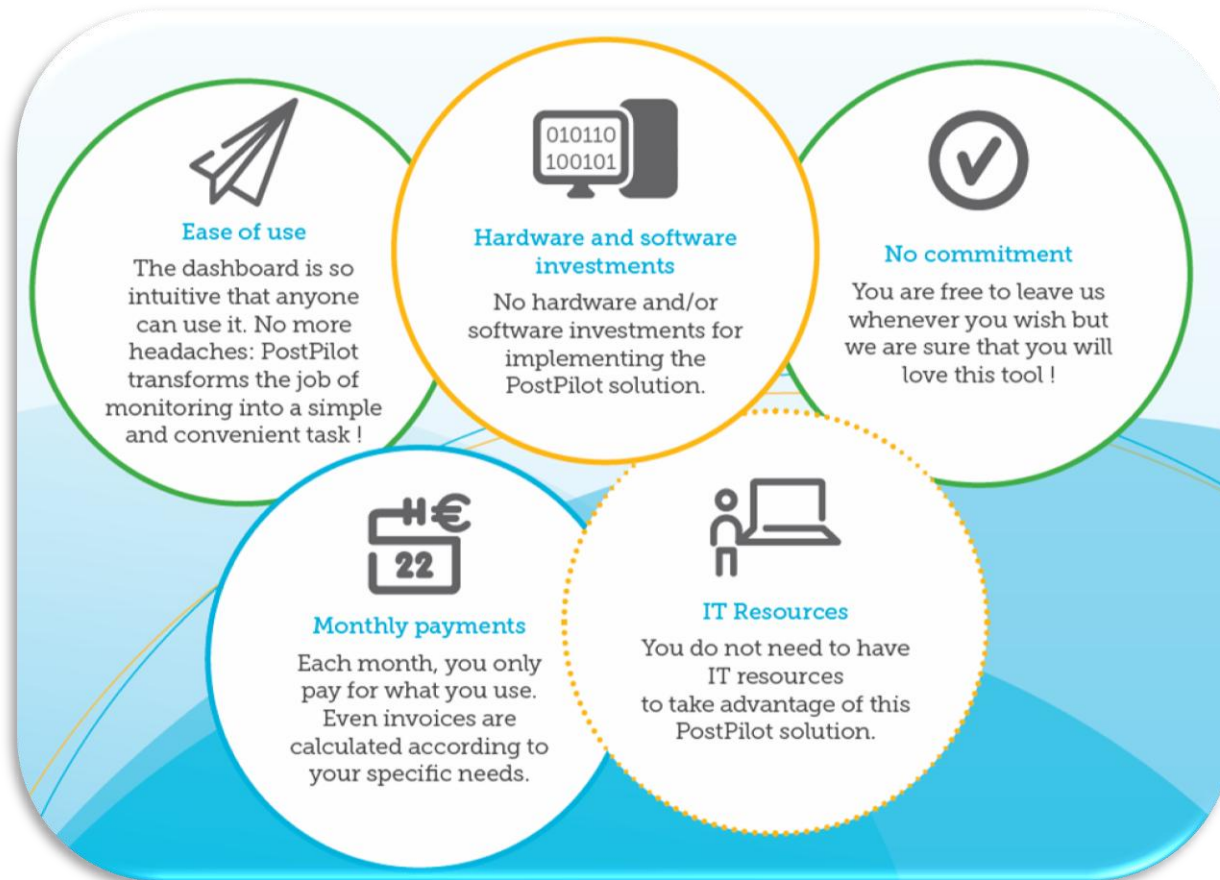 Ease of use
The dashboard is so
intuitive that anyone
can use it. No more
headaches: PostPilot
transforms the job of
monitoring into a simple
and convenient task !
010110
100101
Hardware and software
investments
No hardware and/or
software investments for
implementing the
PostPilot solution.
No commitment
You are free to leave us
whenever you wish but
we are sure that you will
love this tool !
€
22
Monthly payments
Each month, you only
pay for what you use.
Even invoices are
calculated according to
your specific needs.
IT Resources
You do not need to have
IT resources
to take advantage of this
PostPilot solution.